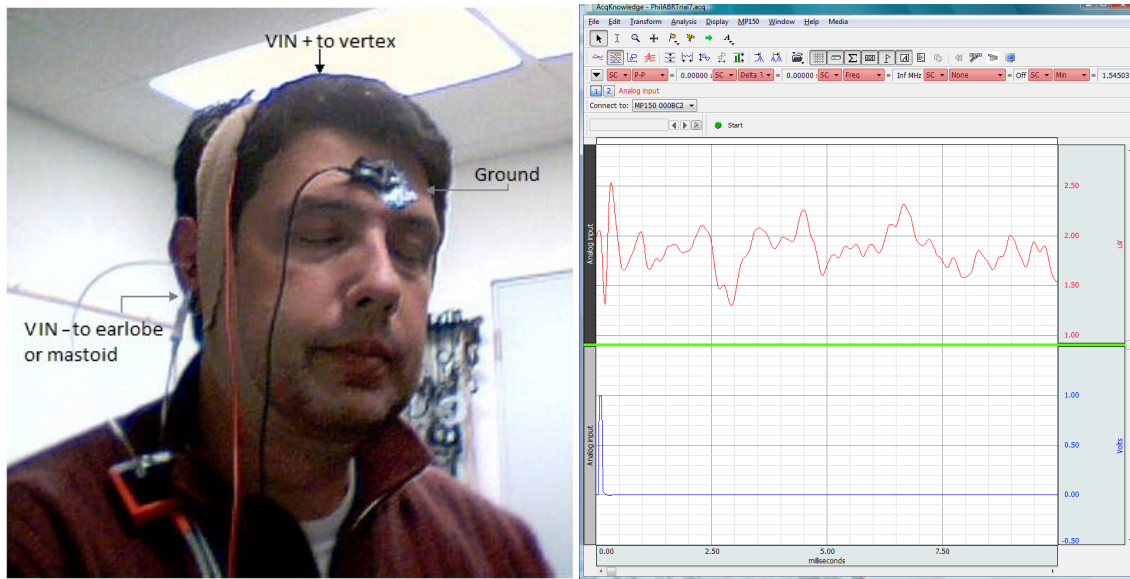 VIN + to vertex
Ground
VIN – to earlobe
or mastoid
AcqKnowledge - PhilABRTrial7.acq
File Edit Transform Analysis Display MP150 Window Help Media
SC P-P = 0.00000 SC Delta T = 0.00000 SC Freq = Inf MHz SC None = Off SC Min = 1.54503
1 2 Analog input
Connect to: MP150 000BC2
Start
Analog input
2.50
2.00
1.50
1.00
uV
Analog input
1.00
0.50
0.00
-0.50
Volts
0.00 2.50 5.00 7.50
milliseconds